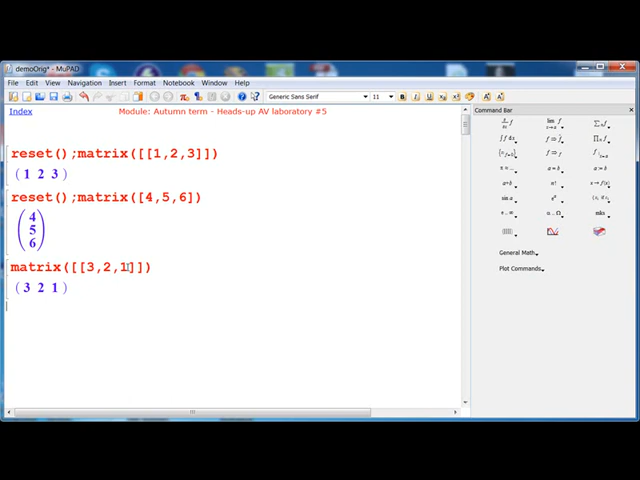 demoOrig* - MuPAD
File Edit View Navigation Insert Format Notebook Window Help
Generic Sans Serif 11
Index
Module: Autumn term - Heads-up AV laboratory #5
Command Bar
reset();matrix([[1,2,3]])
( 1 2 3 )
reset();matrix([4,5,6])
4
5
6
matrix([[3,2,1]])
( 3 2 1 )
General Math
Plot Commands